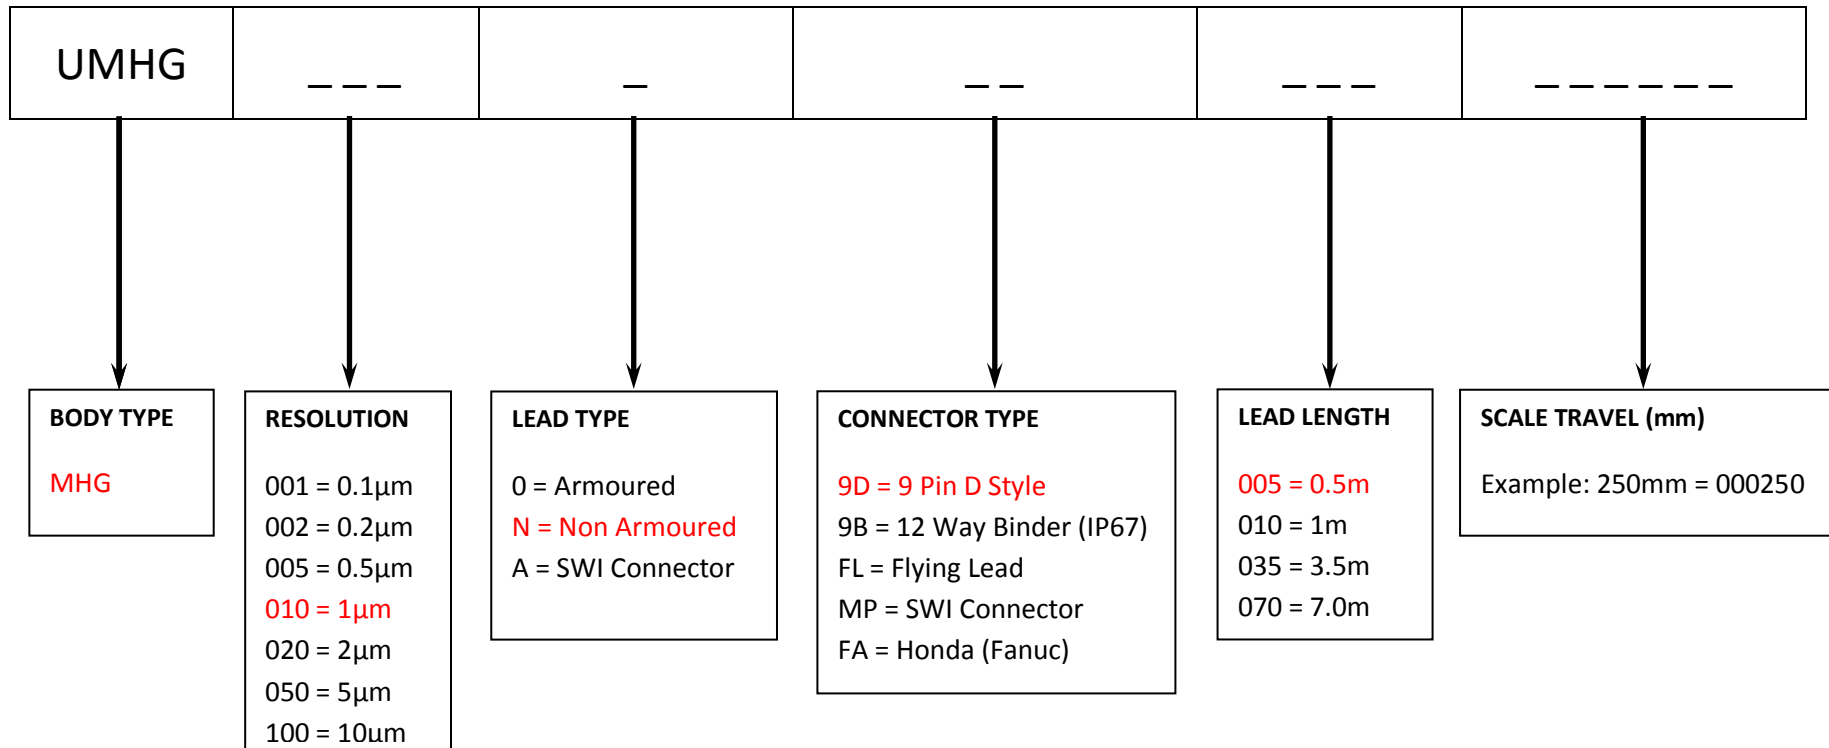 UMHG _ _ _ _ _ _ _ _ _ _ _ _ _ _ _
BODY TYPE
MHG
RESOLUTION
001 = 0.1µm
002 = 0.2µm
005 = 0.5µm
010 = 1µm
020 = 2µm
050 = 5µm
100 = 10µm
LEAD TYPE
0 = Armoured
N = Non Armoured
A = SWI Connector
CONNECTOR TYPE
9D = 9 Pin D Style
9B = 12 Way Binder (IP67)
FL = Flying Lead
MP = SWI Connector
FA = Honda (Fanuc)
LEAD LENGTH
005 = 0.5m
010 = 1m
035 = 3.5m
070 = 7.0m
SCALE TRAVEL (mm)
Example: 250mm = 000250